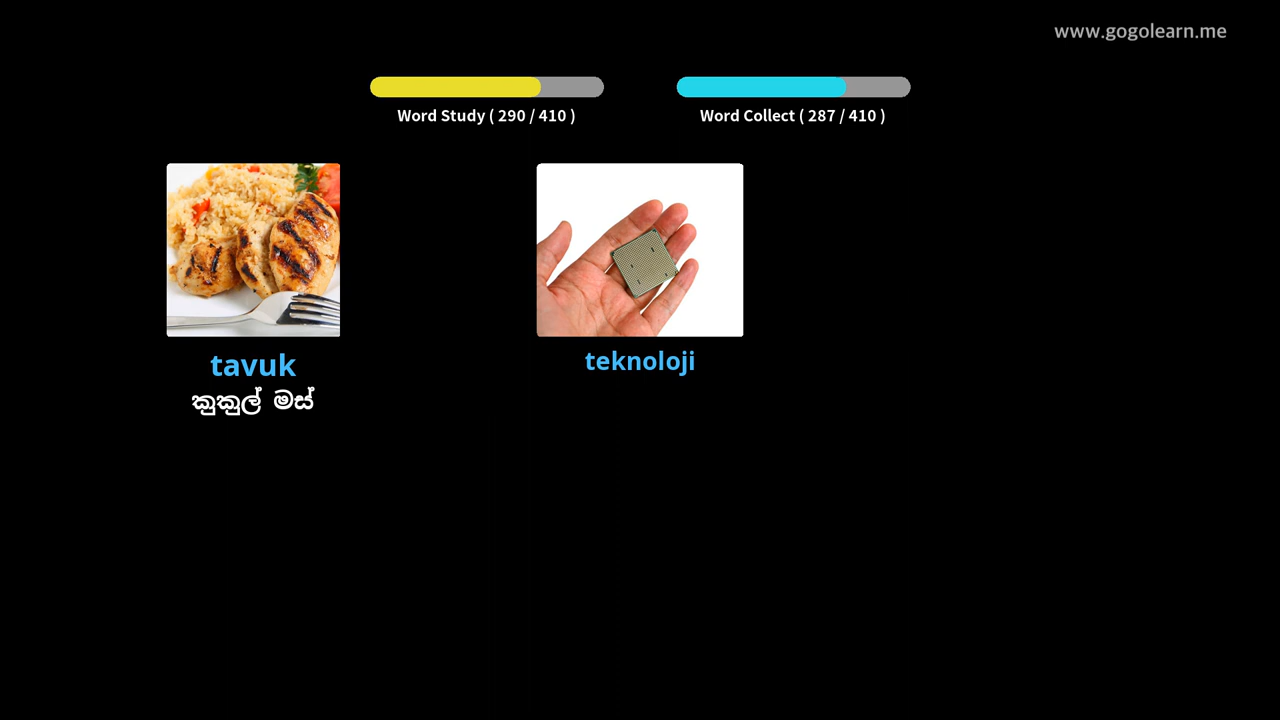 www.gogolearn.me
Word Study ( 290 / 410 )
Word Collect ( 287 / 410 )
tavuk
කුකුල් මස්
teknoloji